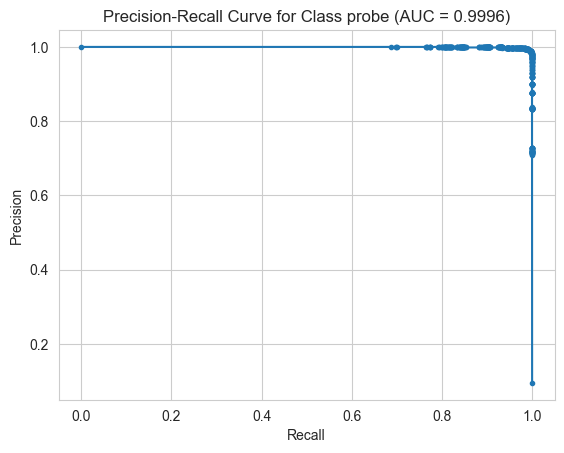 Precision-Recall Curve for Class probe (AUC = 0.9996)
1.0
0.8
0.6
0.4
0.2
Precision
0.0 0.2 0.4 0.6 0.8 1.0
Recall